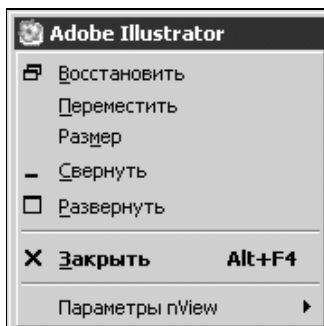 Adobe Illustrator
Восстановить
Переместить
Размер
Свернуть
Развернуть
Закрыть Alt+F4
Параметры nView